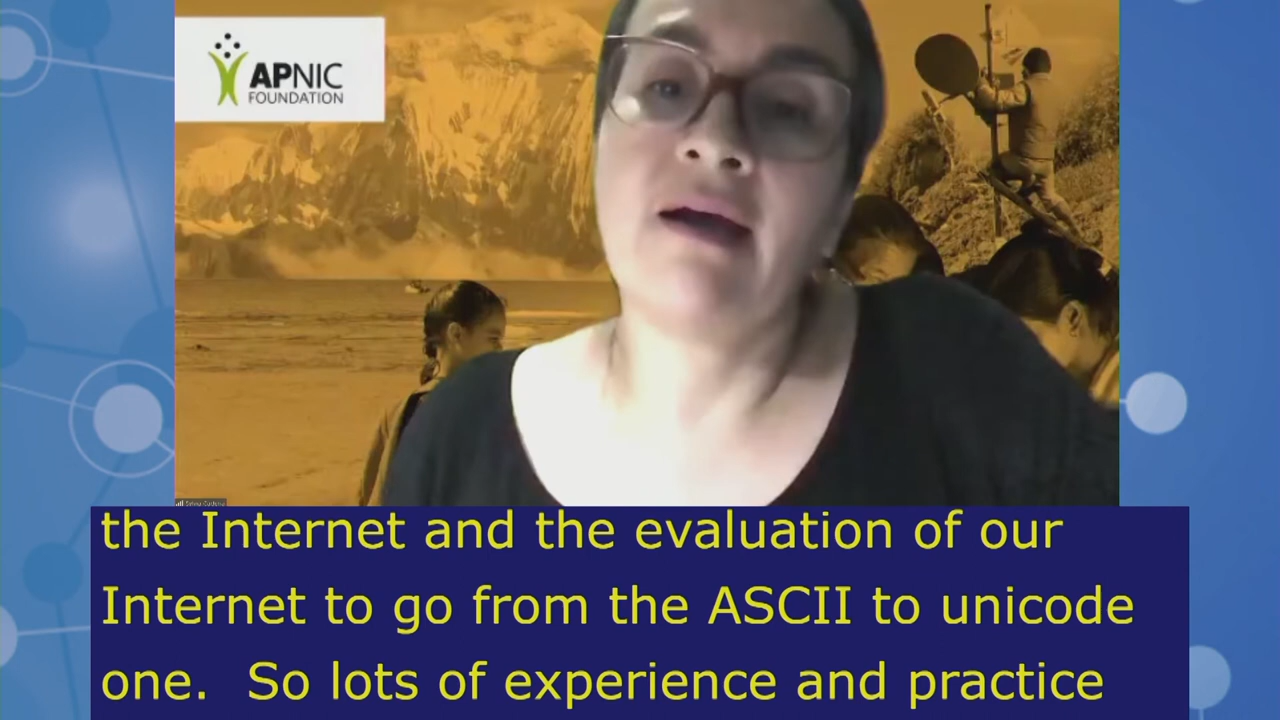 APNIC
FOUNDATION
the Internet and the evaluation of our
Internet to go from the ASCII to unicode
one.  So lots of experience and practice